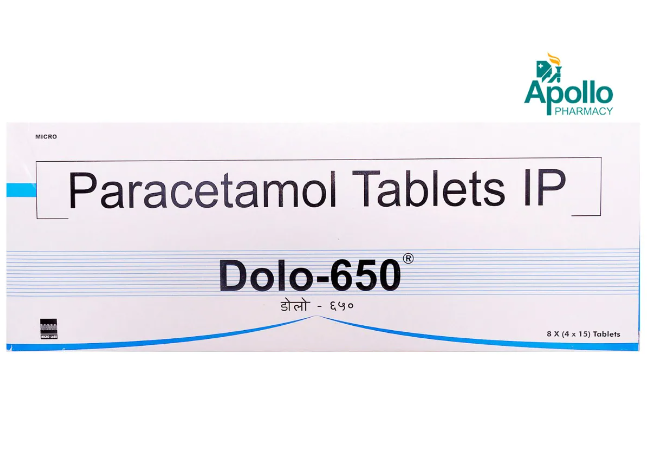 Apollo
PHARMACY
MICRO
Paracetamol Tablets IP
Dolo-650®
डोलो - ६५०
8 X (4 x 15) Tablets